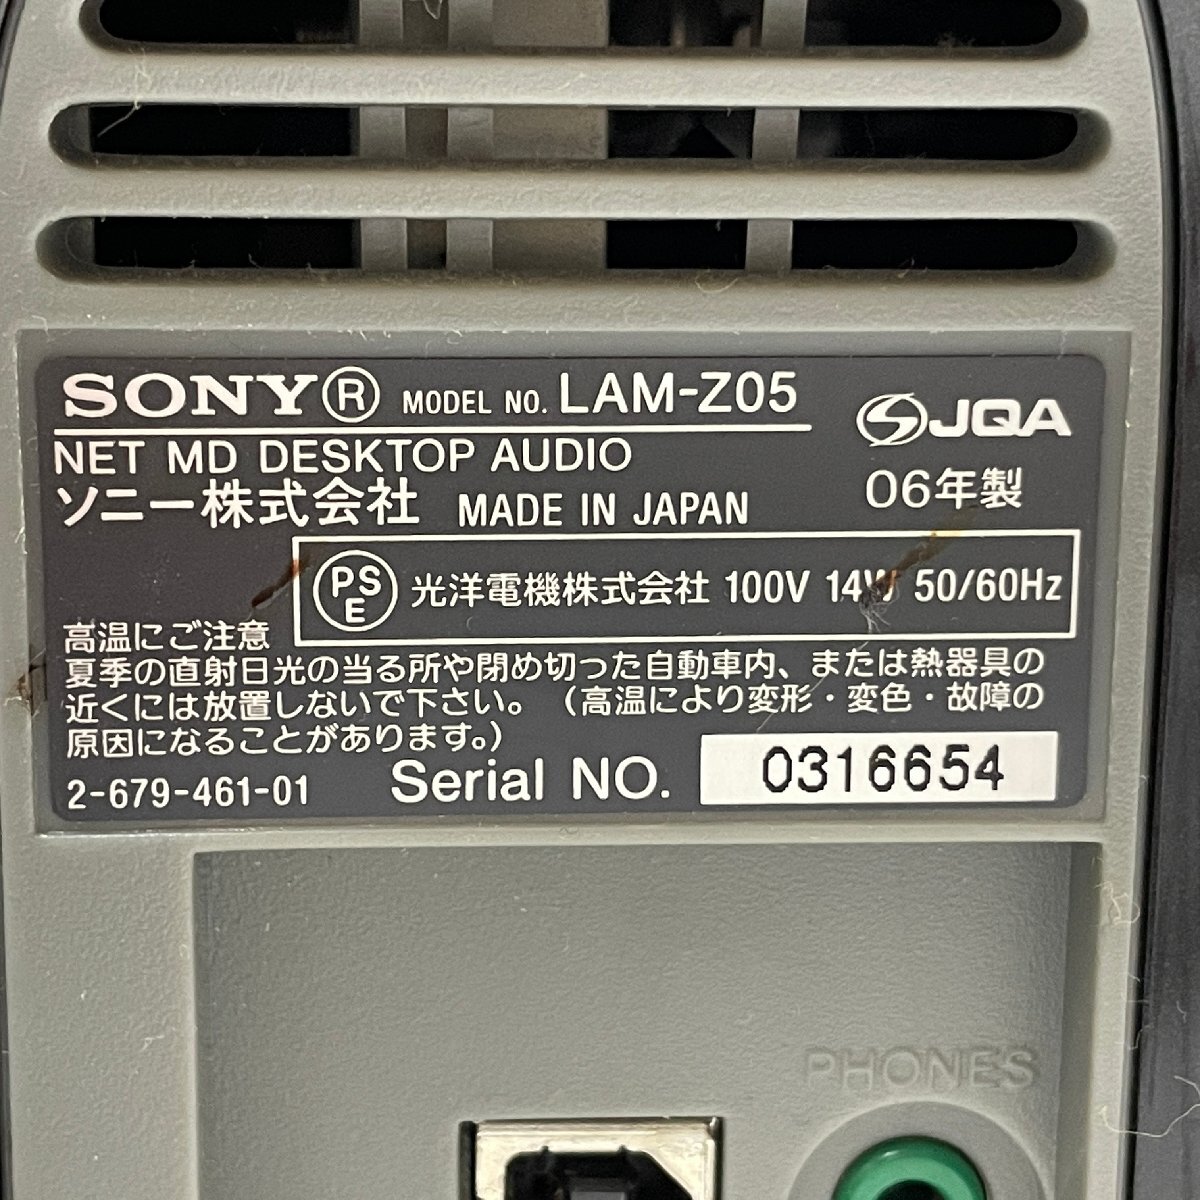 SONY® MODEL NO. LAM-Z05
JQA
NET MD DESKTOP AUDIO
ソニー株式会社 MADE IN JAPAN
06年製
PSE 光洋電機株式会社 100V 14W 50/60Hz
高温にご注意
夏季の直射日光の当る所や閉め切った自動車内、または熱器具の
近くには放置しないで下さい。（高温により変形・変色・故障の
原因になることがあります。）
2-679-461-01 Serial NO. 0316654
PHONES